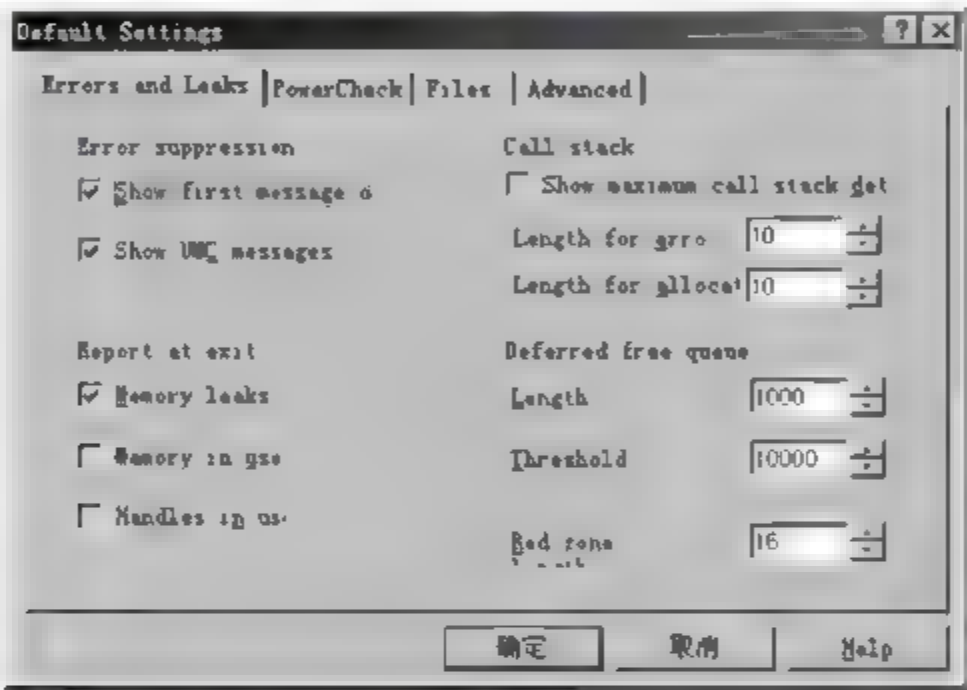 Default Settings
Errors and Leaks PowerCheck Files Advanced
Error suppression
Show first message o
Show UMC messages
Report at exit
Memory leaks
Memory in use
Handles in us
Call stack
Show maximum call stack det
Length for erro 10
Length for allocat 10
Deferred free queue
Length 1000
Threshold 10000
Red zone 16
确定 取消 Help